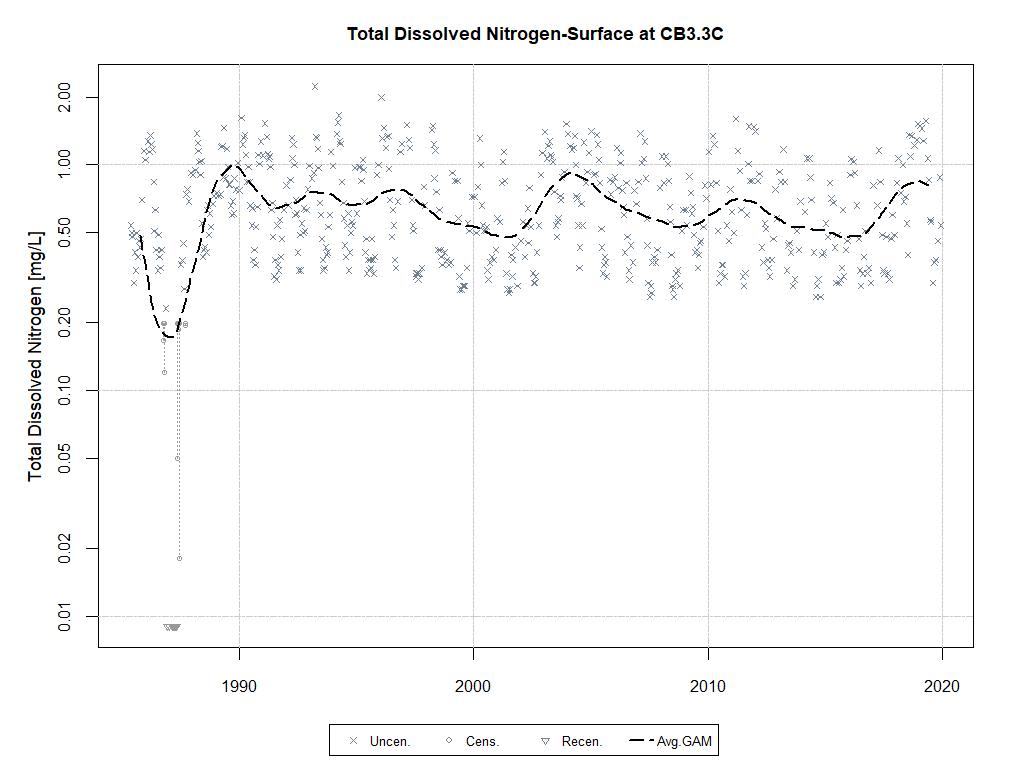 Total Dissolved Nitrogen-Surface at CB3.3C
Total Dissolved Nitrogen [mg/L]
2.00
1.00
0.50
0.20
0.10
0.05
0.02
0.01
1990 2000 2010 2020
Uncen. Cens. Recen. Avg.GAM